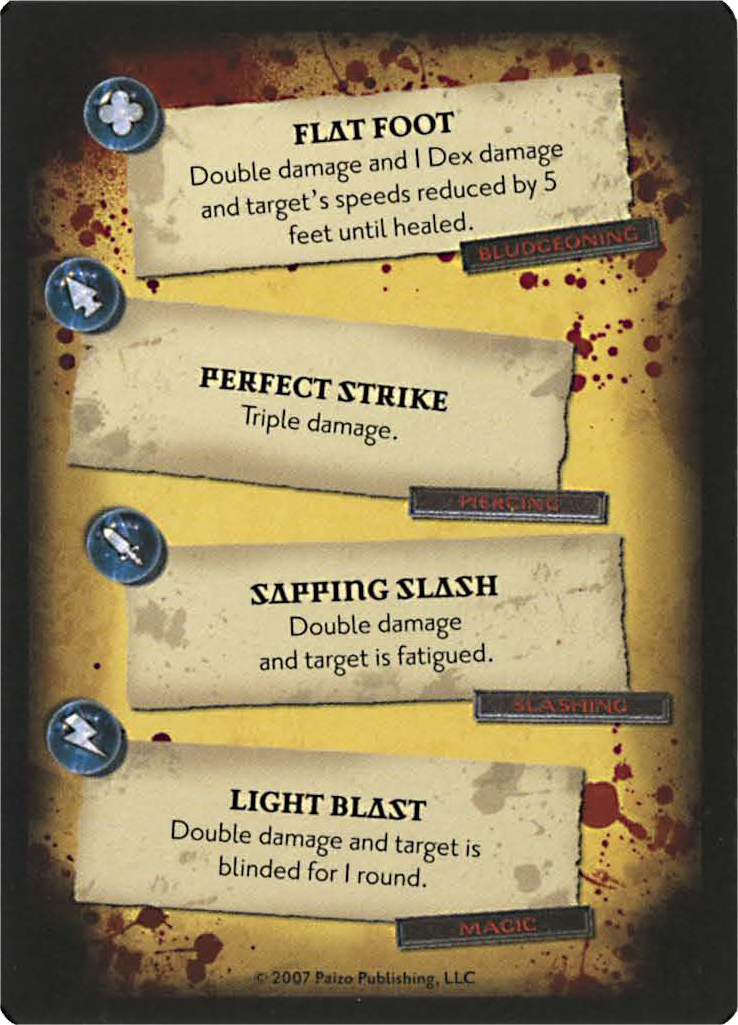 FLAT FOOT
Double damage and 1 Dex damage
and target's speeds reduced by 5
feet until healed.
BLUDGEONING
PERFECT STRIKE
Triple damage.
PIERCING
SAPPING SLASH
Double damage
and target is fatigued.
SLASHING
LIGHT BLAST
Double damage and target is
blinded for 1 round.
MAGIC
© 2007 Paizo Publishing, LLC